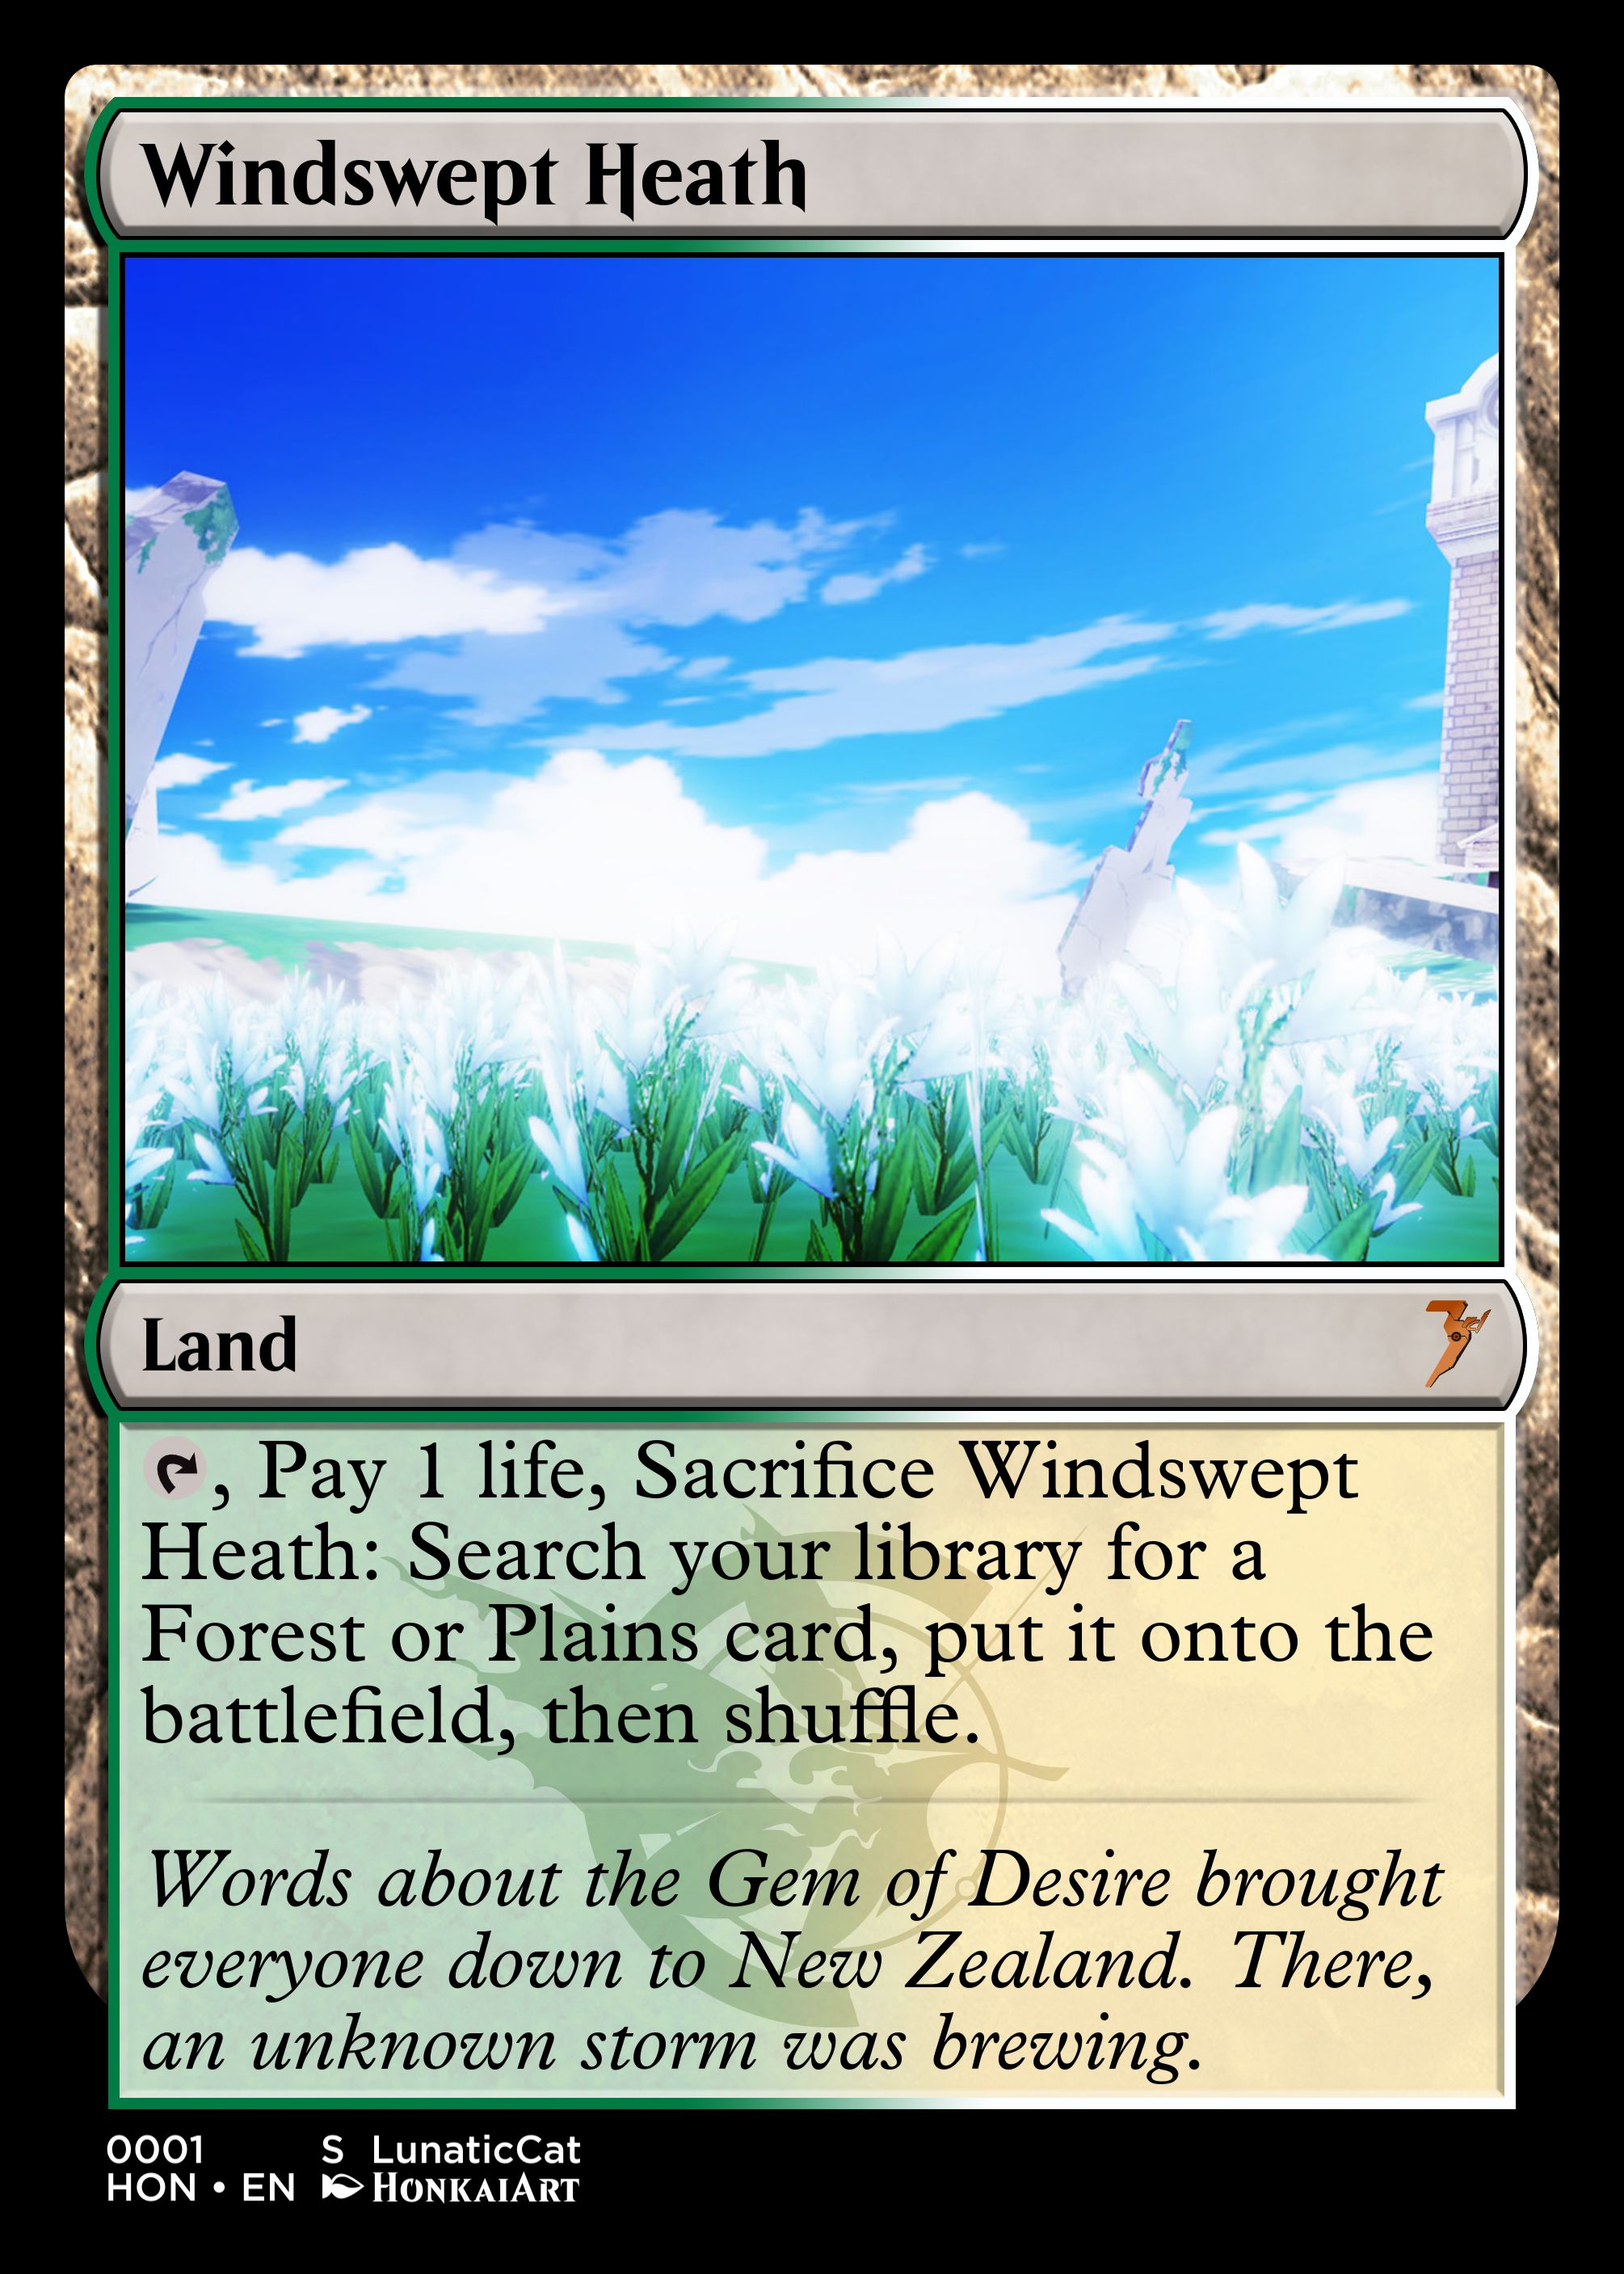 Windswept Heath
Land
, Pay 1 life, Sacrifice Windswept
Heath: Search your library for a
Forest or Plains card, put it onto the
battlefield, then shuffle.
Words about the Gem of Desire brought
everyone down to New Zealand. There,
an unknown storm was brewing.
0001 S LunaticCat
HON • EN HONKAIART